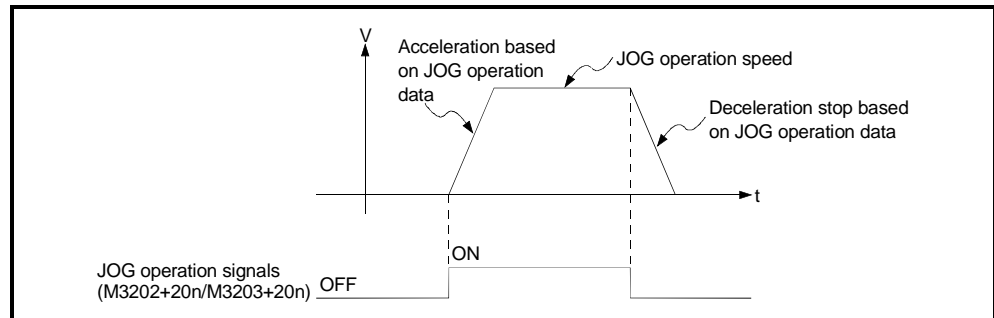 V
Acceleration based
on JOG operation
data
JOG operation speed
Deceleration stop based
on JOG operation data
t
ON
JOG operation signals
(M3202+20n/M3203+20n)
OFF